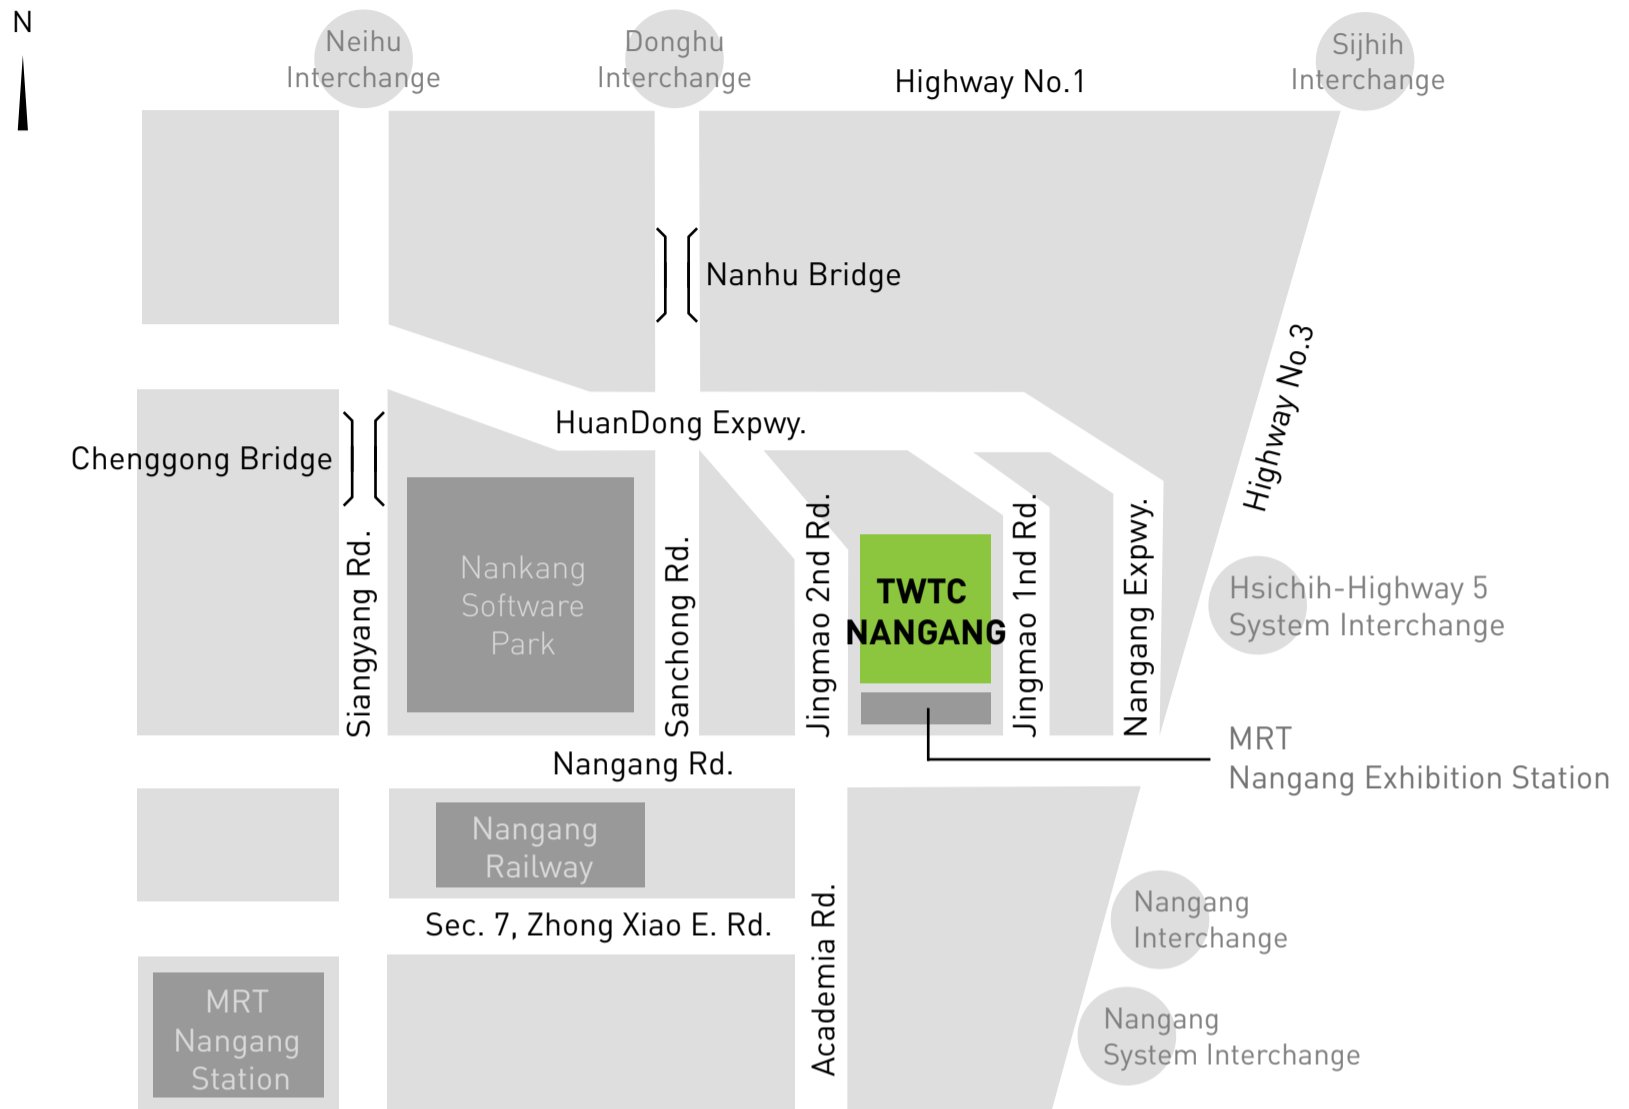 N
Neihu
Interchange
Donghu
Interchange
Highway No.1
Sijhih
Interchange
Nanhu Bridge
Highway No.3
HuanDong Expwy.
Chenggong Bridge
Siangyang Rd.
Nankang
Software
Park
Sanchong Rd.
Jingmao 2nd Rd.
TWTC
NANGANG
Jingmao 1nd Rd.
Nangang Expwy.
Hsichih-Highway 5
System Interchange
MRT
Nangang Exhibition Station
Nangang Rd.
Nangang
Railway
Sec. 7, Zhong Xiao E. Rd.
Academia Rd.
Nangang
Interchange
MRT
Nangang
Station
Nangang
System Interchange